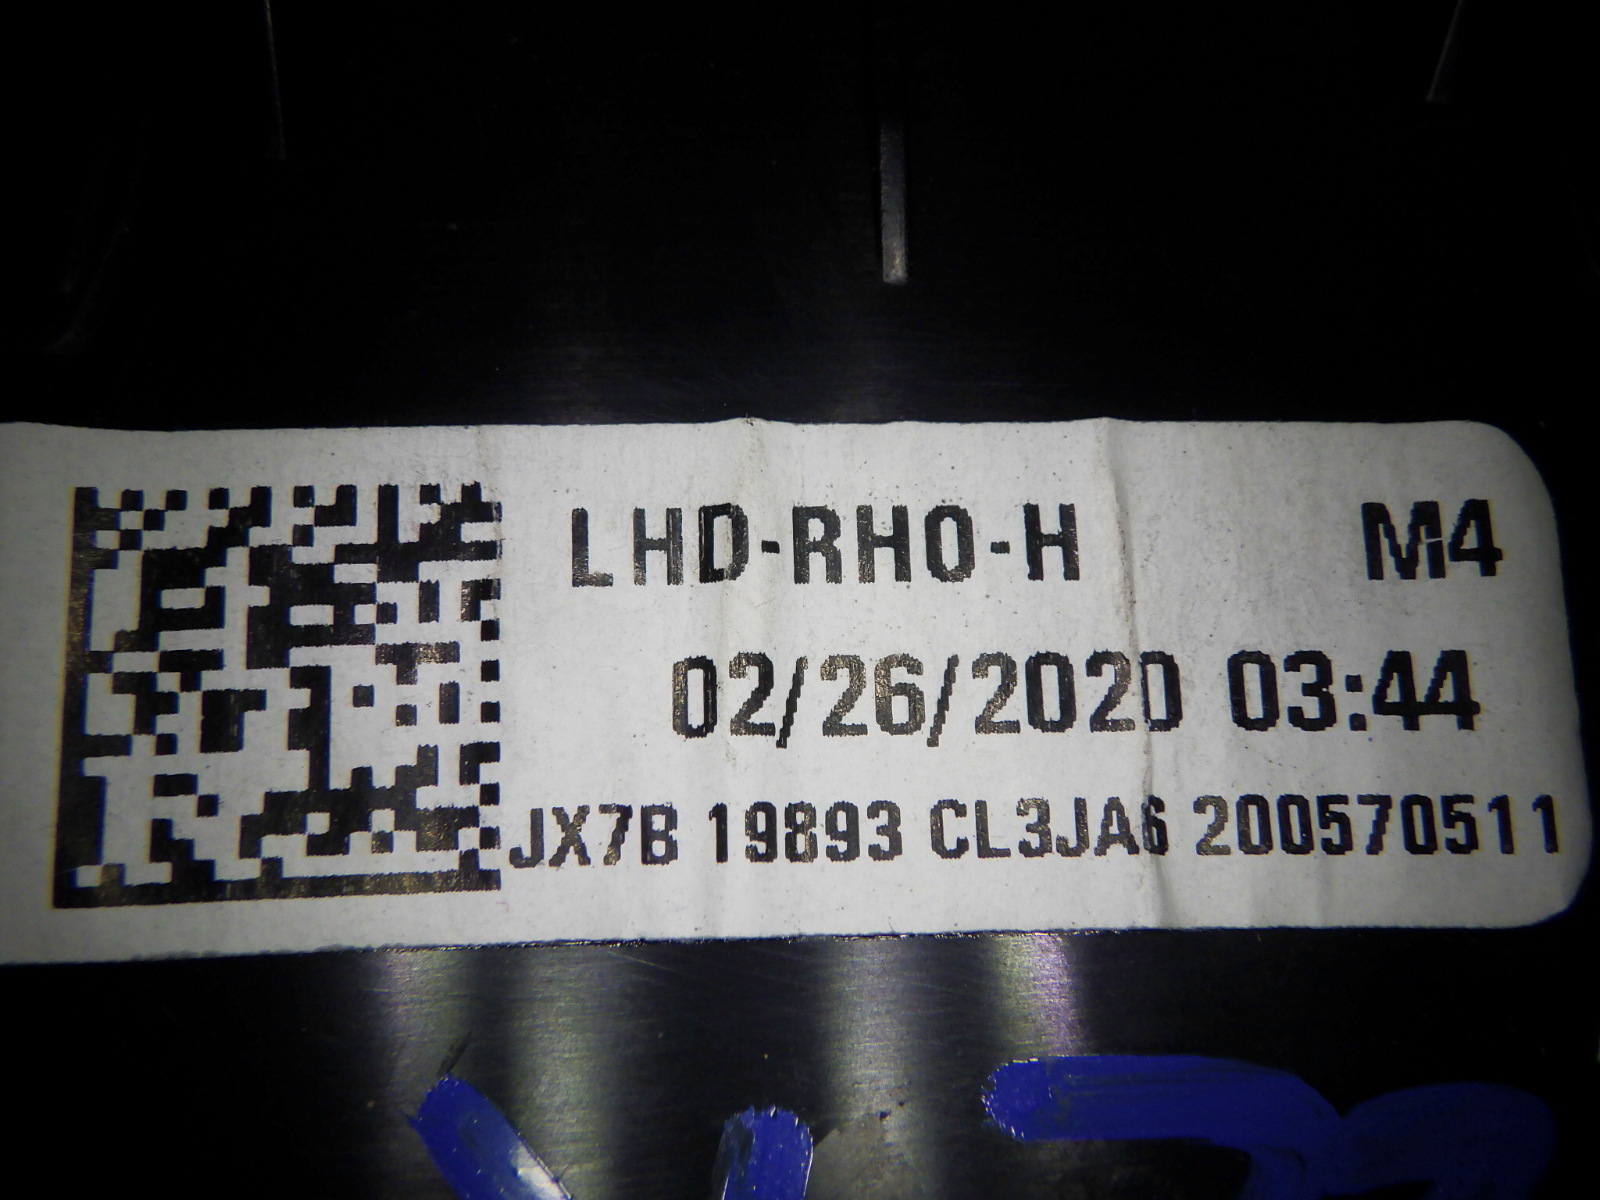 LHD-RHO-H M4
02/26/2020 03:44
JX7B 19893 CL3JA6 200570511